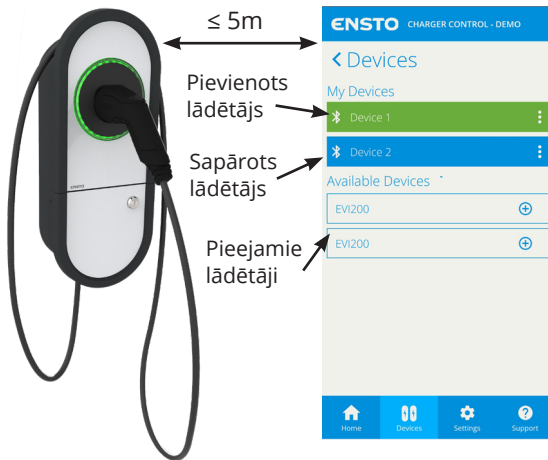 ≤ 5m
ENSTO CHARGER CONTROL - DEMO
Devices
My Devices
Pievienots
lādētājs
Device 1
Sapārots
lādētājs
Device 2
Available Devices
EVI200
Pieejamie
lādētāji
EVI200
Home Devices Settings Support
ENSTO